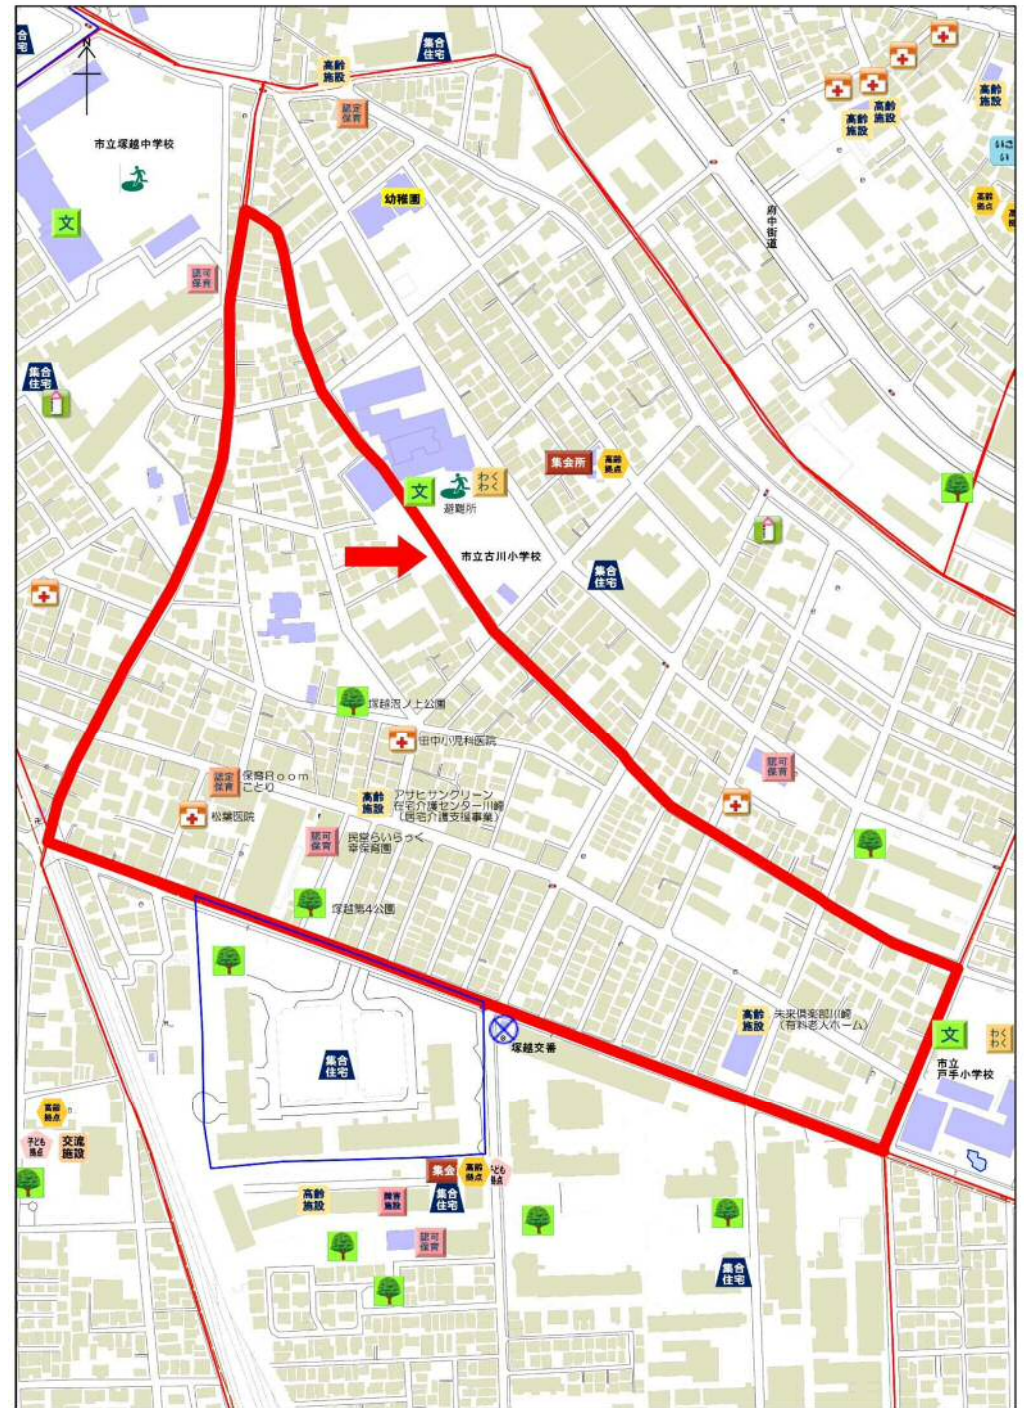 合
宅
集合
住宅
N
高齢
施設
認定
保育
高齢
施設
高齢
施設
高齢
施設
市立塚越中学校
いこ
い
文
幼稚園
高齢
拠点
府中街道
認可
保育
集合
住宅
集会所
高齢
拠点
文
わく
わく
避難所
市立古川小学校
集合
住宅
塚越沼ノ上公園
田中小児科医院
認可
保育
認定
保育
保育Room
ことり
高齢
施設
アサヒサンクリーン
在宅介護センター川崎
(居宅介護支援事業)
松葉医院
認可
保育
民営らいらっく
幸保育園
塚越第4公園
高齢
施設
未来倶楽部川崎
(有料老人ホーム)
塚越交番
文
わく
わく
市立
戸手小学校
集合
住宅
高齢
拠点
子ども
拠点
交流
施設
集会
高齢
拠点
子ども
拠点
高齢
施設
障害
施設
集合
住宅
認可
保育
集合
住宅